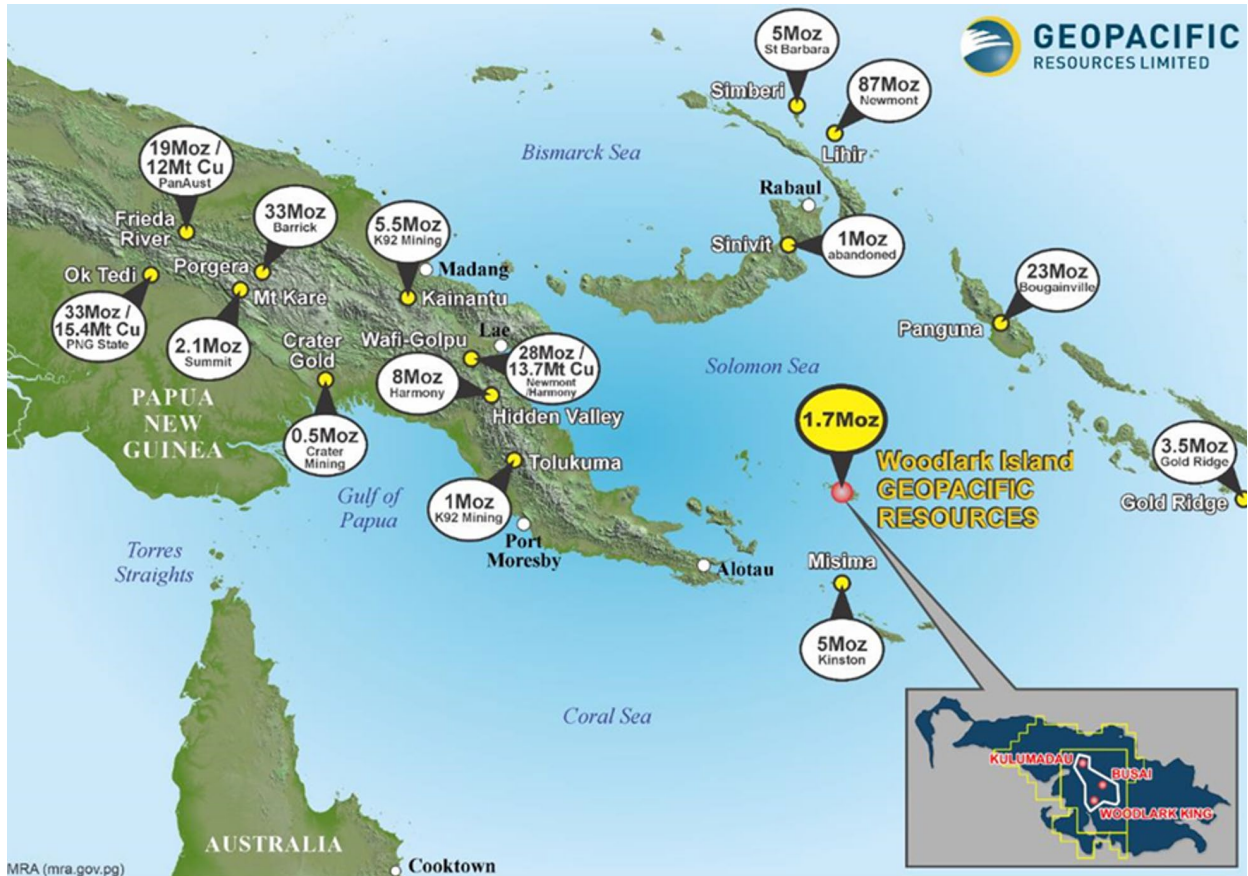 5Moz
St Barbara
Simberi
87Moz
Newmont
Lihir
GEOPACIFIC
RESOURCES LIMITED
Bismarck Sea
19Moz /
12Mt Cu
PanAust
Frieda
River
33Moz
Barrick
Porgera
5.5Moz
K92 Mining
Madang
Kainantu
Rabaul
Sinivit
1Moz
abandoned
Ok Tedi
33Moz /
15.4Mt Cu
PNG State
Mt Kare
2.1Moz
Summit
Crater
Gold
0.5Moz
Crater
Mining
Wafi-Golpu
Lae
28Moz /
13.7Mt Cu
Newmont
/Harmony
8Moz
Harmony
Hidden Valley
23Moz
Bougainville
Panguna
Solomon Sea
PAPUA
NEW
GUINEA
1.7Moz
Woodlark Island
GEOPACIFIC
RESOURCES
3.5Moz
Gold Ridge
Gold Ridge
Tolukuma
1Moz
K92 Mining
Gulf of
Papua
Port
Moresby
Torres
Straights
Alotau
Misima
5Moz
Kinston
Coral Sea
KULUMADAU
BUSAI
WOODLARK KING
AUSTRALIA
Cooktown
MRA (mra.gov.pg)